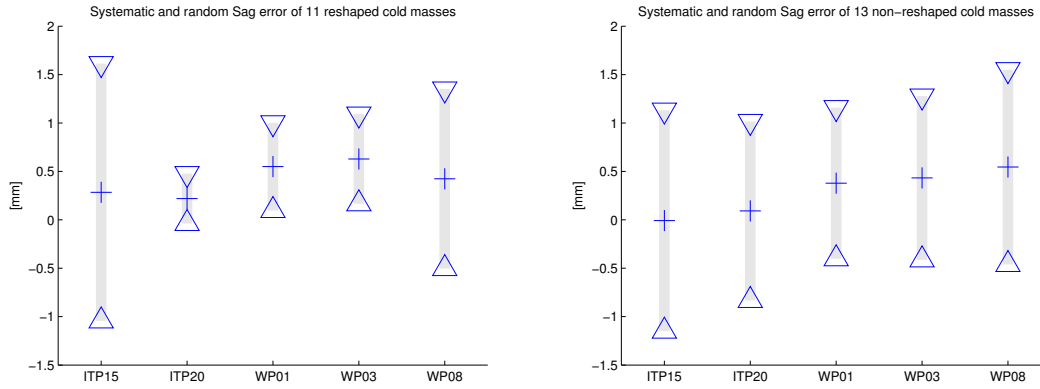 Systematic and random Sag error of 11 reshaped cold masses
2
1.5
1
0.5
0
−0.5
−1
−1.5
[mm]
ITP15 ITP20 WP01 WP03 WP08
Systematic and random Sag error of 13 non−reshaped cold masses
2
1.5
1
0.5
0
−0.5
−1
−1.5
[mm]
ITP15 ITP20 WP01 WP03 WP08